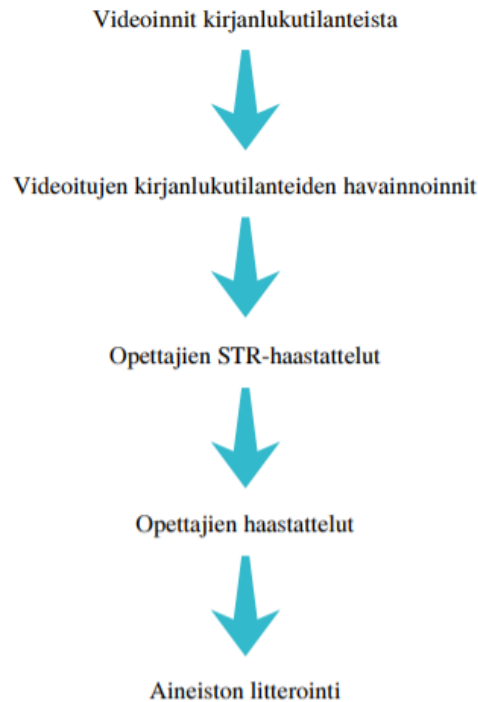 Videoinnit kirjanlukutilanteista
Videoitujen kirjanlukutilanteiden havainnoinnit
Opettajien STR-haastattelut
Opettajien haastattelut
Aineiston litterointi